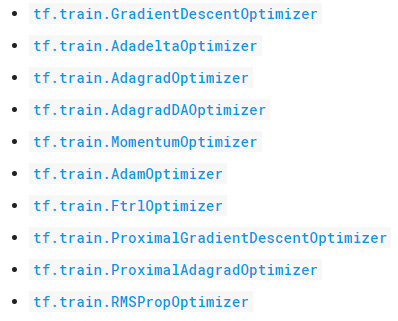 tf.train.GradientDescentOptimizer
tf.train.AdadeltaOptimizer
tf.train.AdagradOptimizer
tf.train.AdagradDAOptimizer
tf.train.MomentumOptimizer
tf.train.AdamOptimizer
tf.train.FtrlOptimizer
tf.train.ProximalGradientDescentOptimizer
tf.train.ProximalAdagradOptimizer
tf.train.RMSPropOptimizer